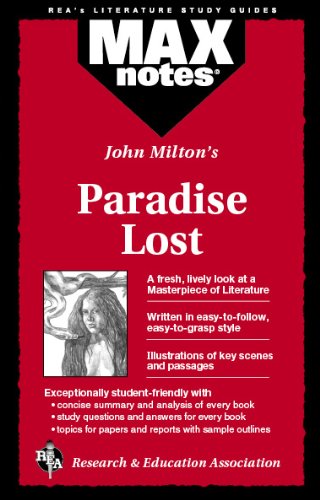 REA's LITERATURE STUDY GUIDES
MAX
notes®
John Milton's
Paradise
Lost
A fresh, lively look at a
Masterpiece of Literature
Written in easy-to-follow,
easy-to-grasp style
Illustrations of key scenes
and passages
Exceptionally student-friendly with
• concise summary and analysis of every book
• study questions and answers for every book
• topics for papers and reports with sample outlines
REA
Research & Education Association